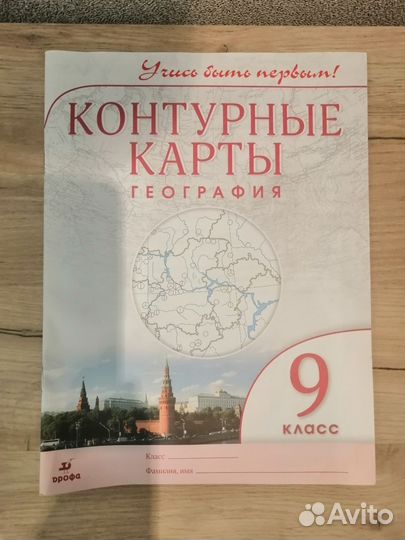 Учись быть первым!
КОНТУРНЫЕ
КАРТЫ
ГЕОГРАФИЯ
9
КЛАСС
Класс
Фамилия, имя
дрофа
Avito